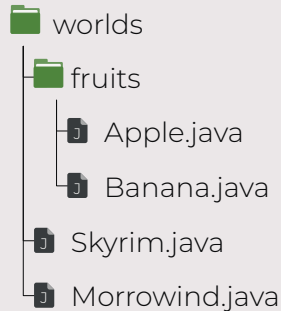 worlds
fruits
J Apple.java
J Banana.java
J Skyrim.java
J Morrowind.java